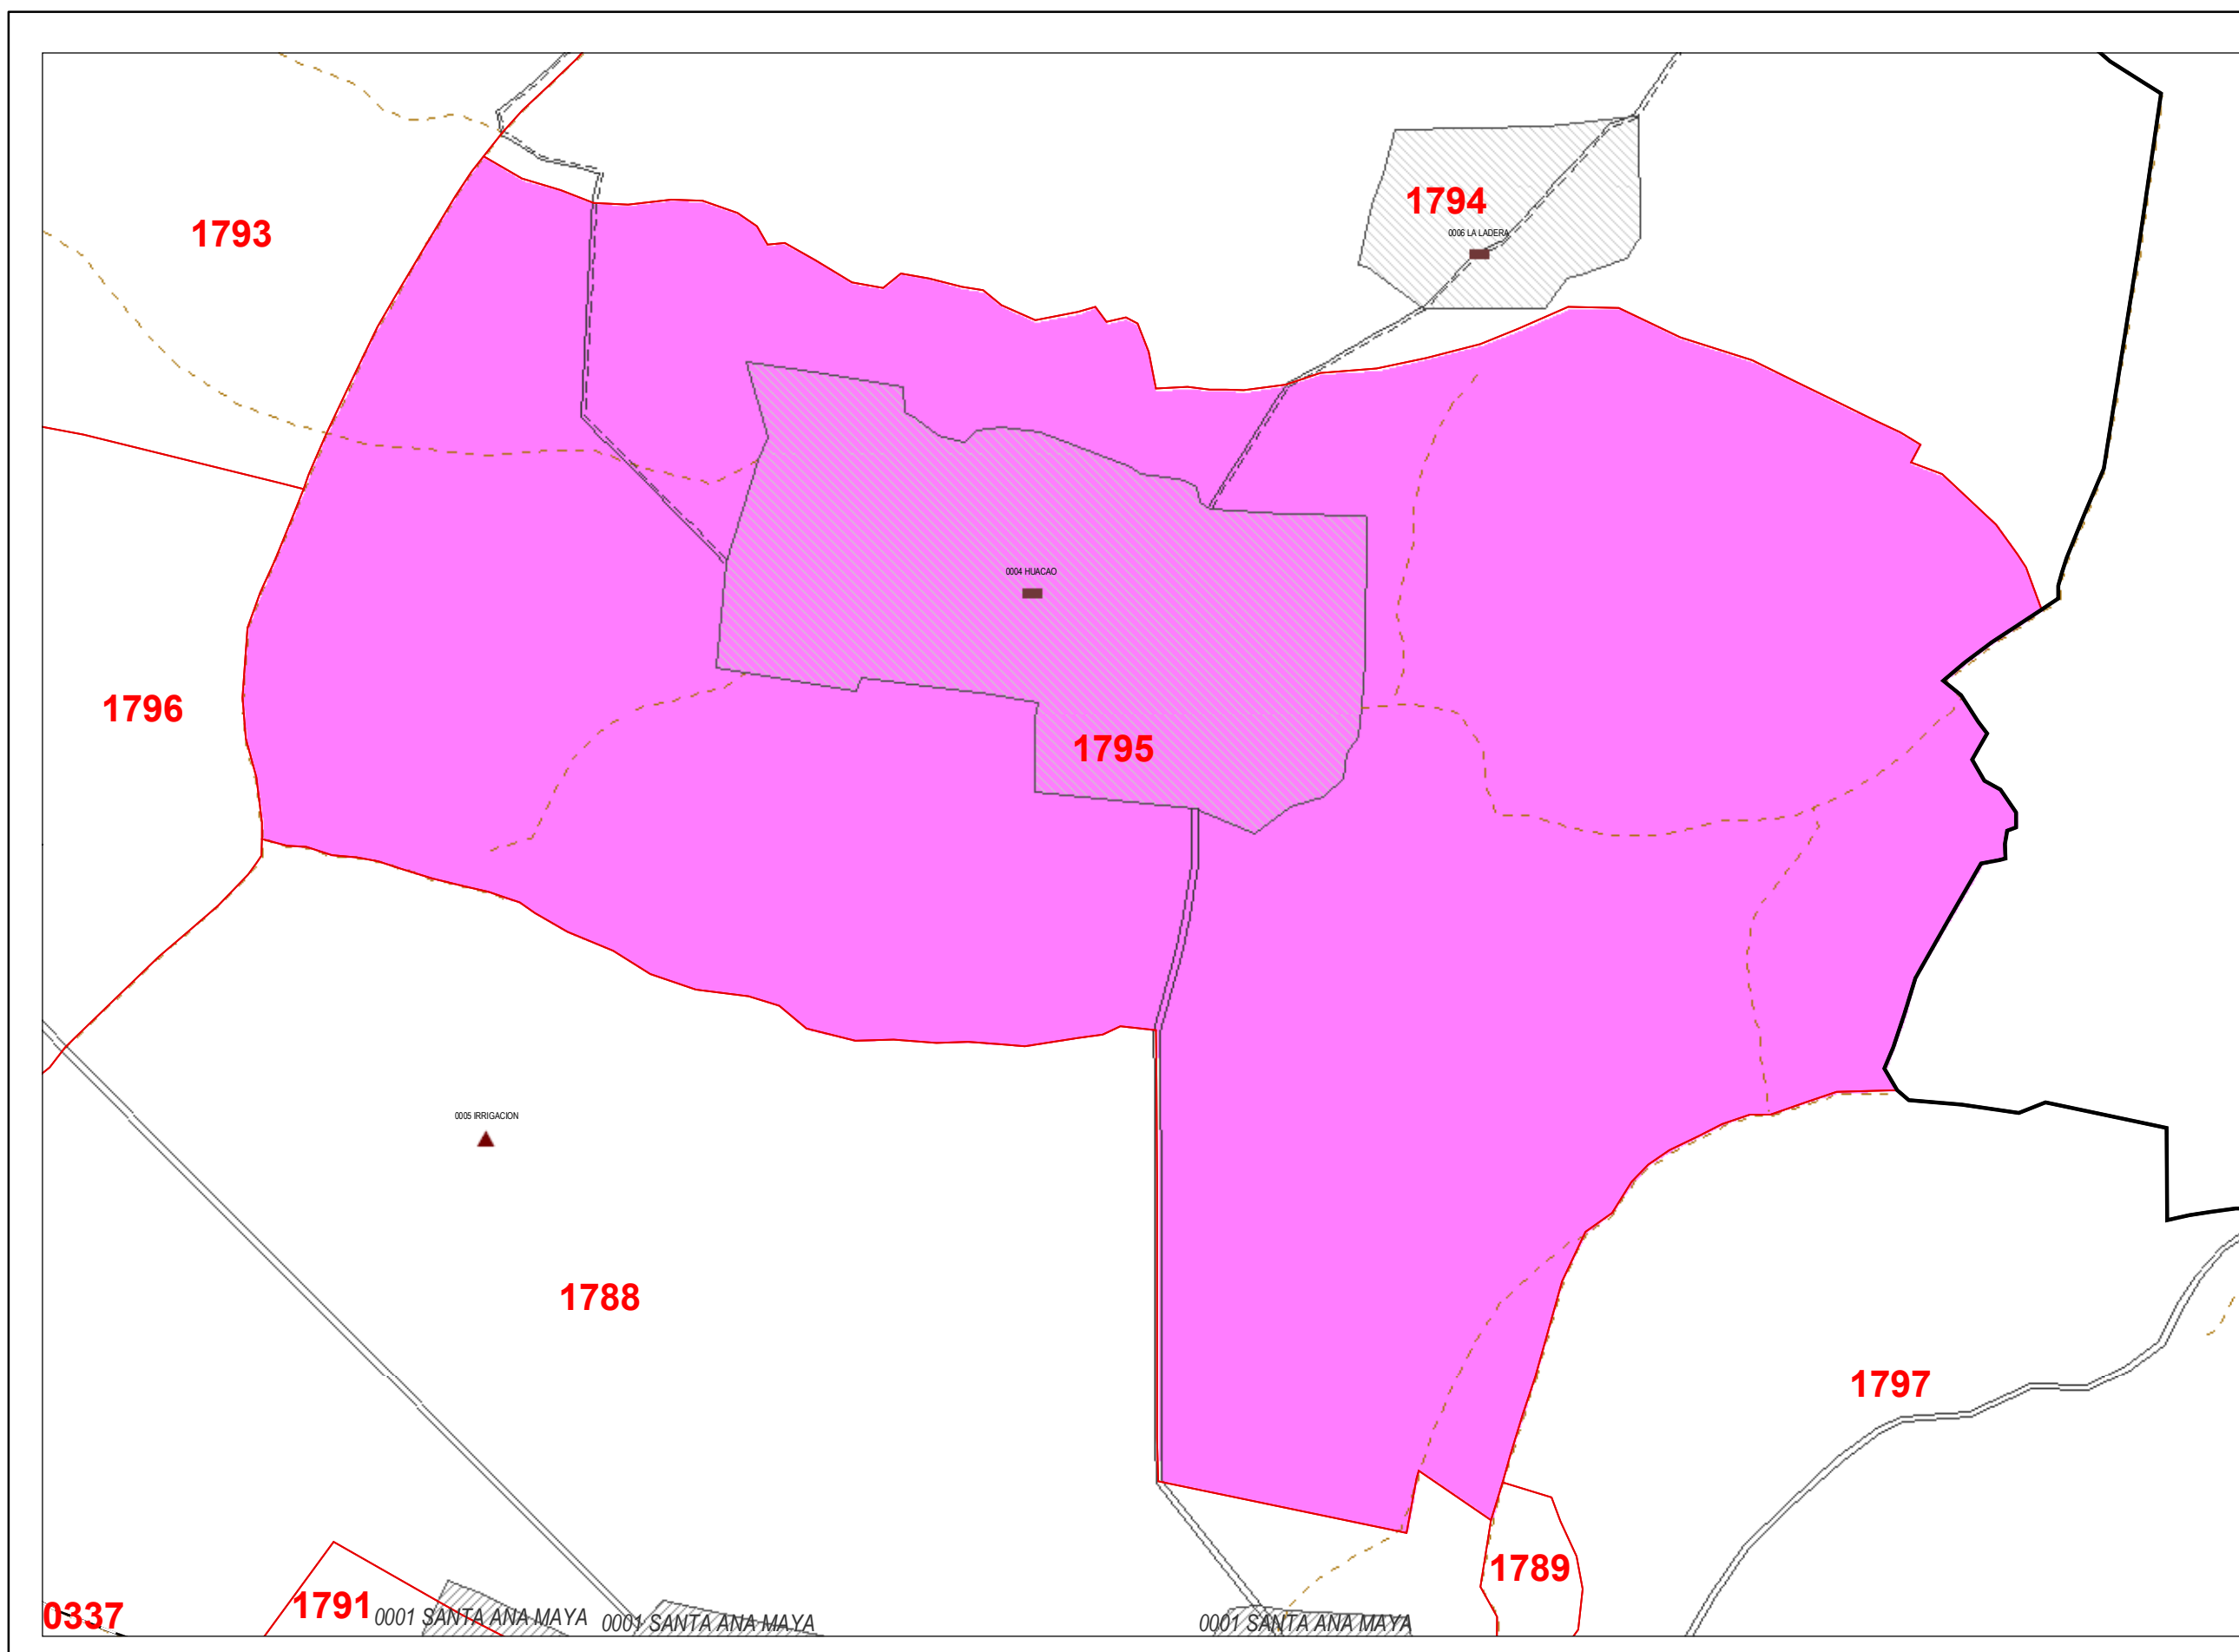 1794
1793
0006 LA LADERA
0004 HUACAO
1796
1795
0005 IRRIGACION
1788
1797
1789
1791
0337
0001 SANTA ANA MAYA
0001 SANTA ANA MAYA
0001 SANTA ANA MAYA